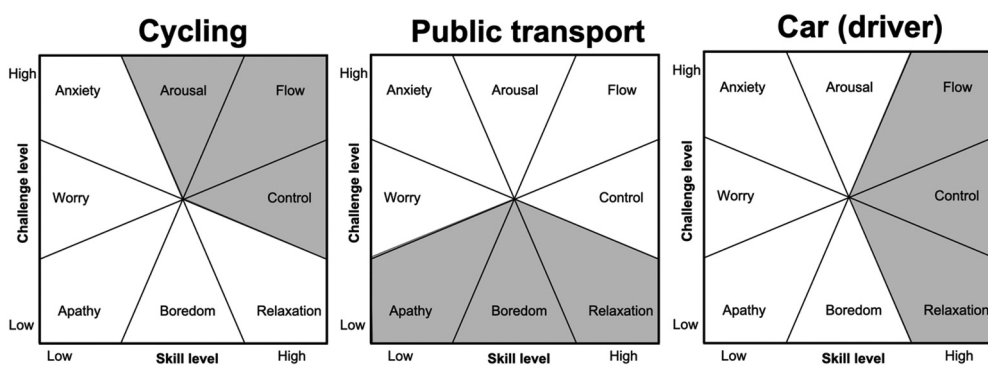 Cycling
High
Anxiety
Arousal
Flow
Challenge level
Worry
Control
Apathy
Boredom
Relaxation
Low
Low
Skill level
High
Public transport
High
Anxiety
Arousal
Flow
Challenge level
Worry
Control
Apathy
Boredom
Relaxation
Low
Low
Skill level
High
Car (driver)
High
Anxiety
Arousal
Flow
Challenge level
Worry
Control
Apathy
Boredom
Relaxation
Low
Low
Skill level
High